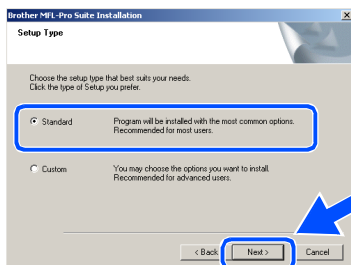 Brother MFL-Pro Suite Installation
Setup Type
Choose the setup type that best suits your needs.
Click the type of Setup you prefer.
Standard
Program will be installed with the most common options.
Recommended for most users.
Custom
You may choose the options you want to install.
Recommended for advanced users.
< Back
Next >
Cancel